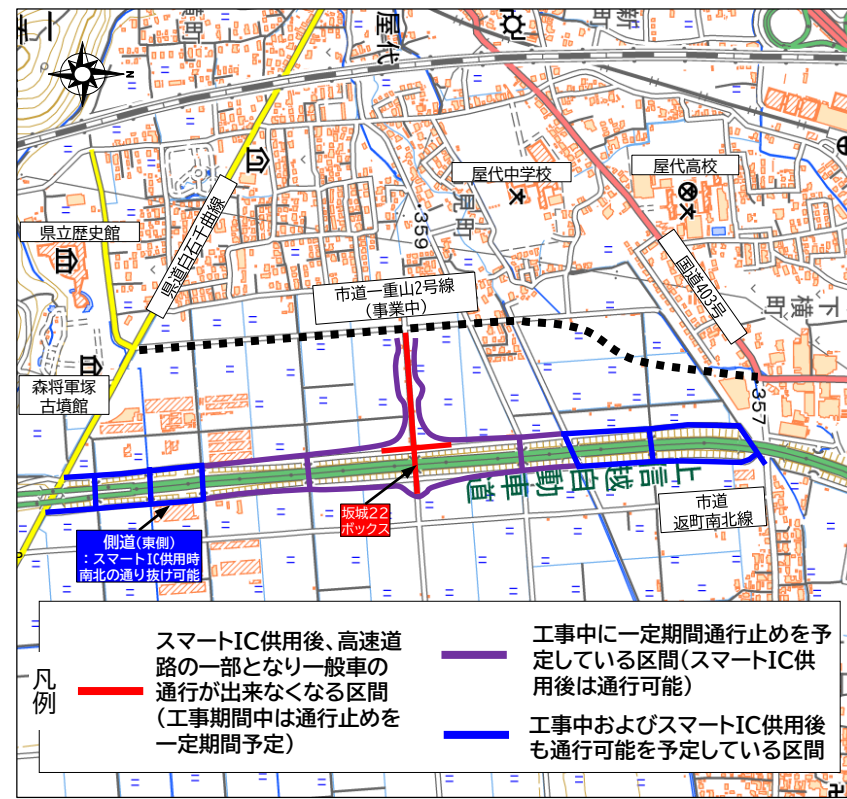 横町
屋代
新町
N
屋代中学校
屋代高校
県立歴史館
県道白石千曲線
・359
一見町
市道一重山2号線
(事業中)
国道403号
下横町
森将軍塚
古墳館
・357
上信越自動車道
坂城22
ボックス
市道
返町南北線
側道(東側)
:スマートIC供用時
南北の通り抜け可能
凡例
スマートIC供用後、高速道
路の一部となり一般車の
通行が出来なくなる区間
(工事期間中は通行止めを
一定期間予定)
工事中に一定期間通行止めを予
定している区間(スマートIC供
用後は通行可能)
工事中およびスマートIC供用後
も通行可能を予定している区間